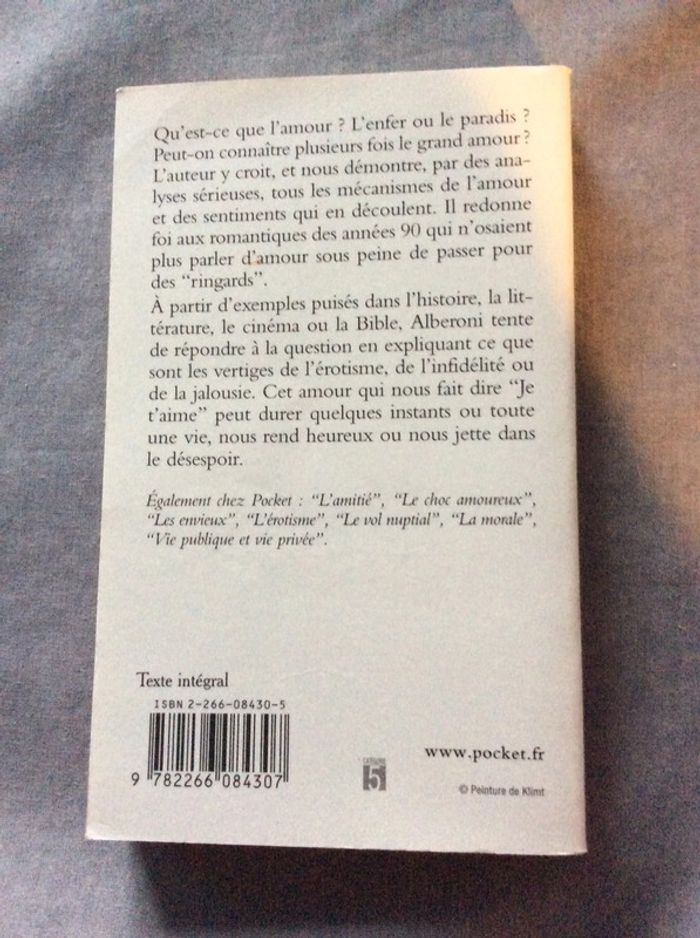 Qu'est-ce que l'amour ? L'enfer ou le paradis ?
Peut-on connaître plusieurs fois le grand amour ?
L'auteur y croit, et nous démontre, par des ana-
lyses sérieuses, tous les mécanismes de l'amour
et des sentiments qui en découlent. Il redonne
foi aux romantiques des années 90 qui n'osaient
plus parler d'amour sous peine de passer pour
des “ringards”.
À partir d'exemples puisés dans l'histoire, la lit-
térature, le cinéma ou la Bible, Alberoni tente
de répondre à la question en expliquant ce que
sont les vertiges de l'érotisme, de l'infidélité ou
de la jalousie. Cet amour qui nous fait dire “Je
t'aime” peut durer quelques instants ou toute
une vie, nous rend heureux ou nous jette dans
le désespoir.
Également chez Pocket : “L'amitié”, “Le choc amoureux”,
“Les envieux”, “L'érotisme”, “Le vol nuptial”, “La morale”,
“Vie publique et vie privée”.
Texte intégral
ISBN 2-266-08430-5
9 782266 084307
CATÉGORIE
5
www.pocket.fr
© Peinture de Klimt